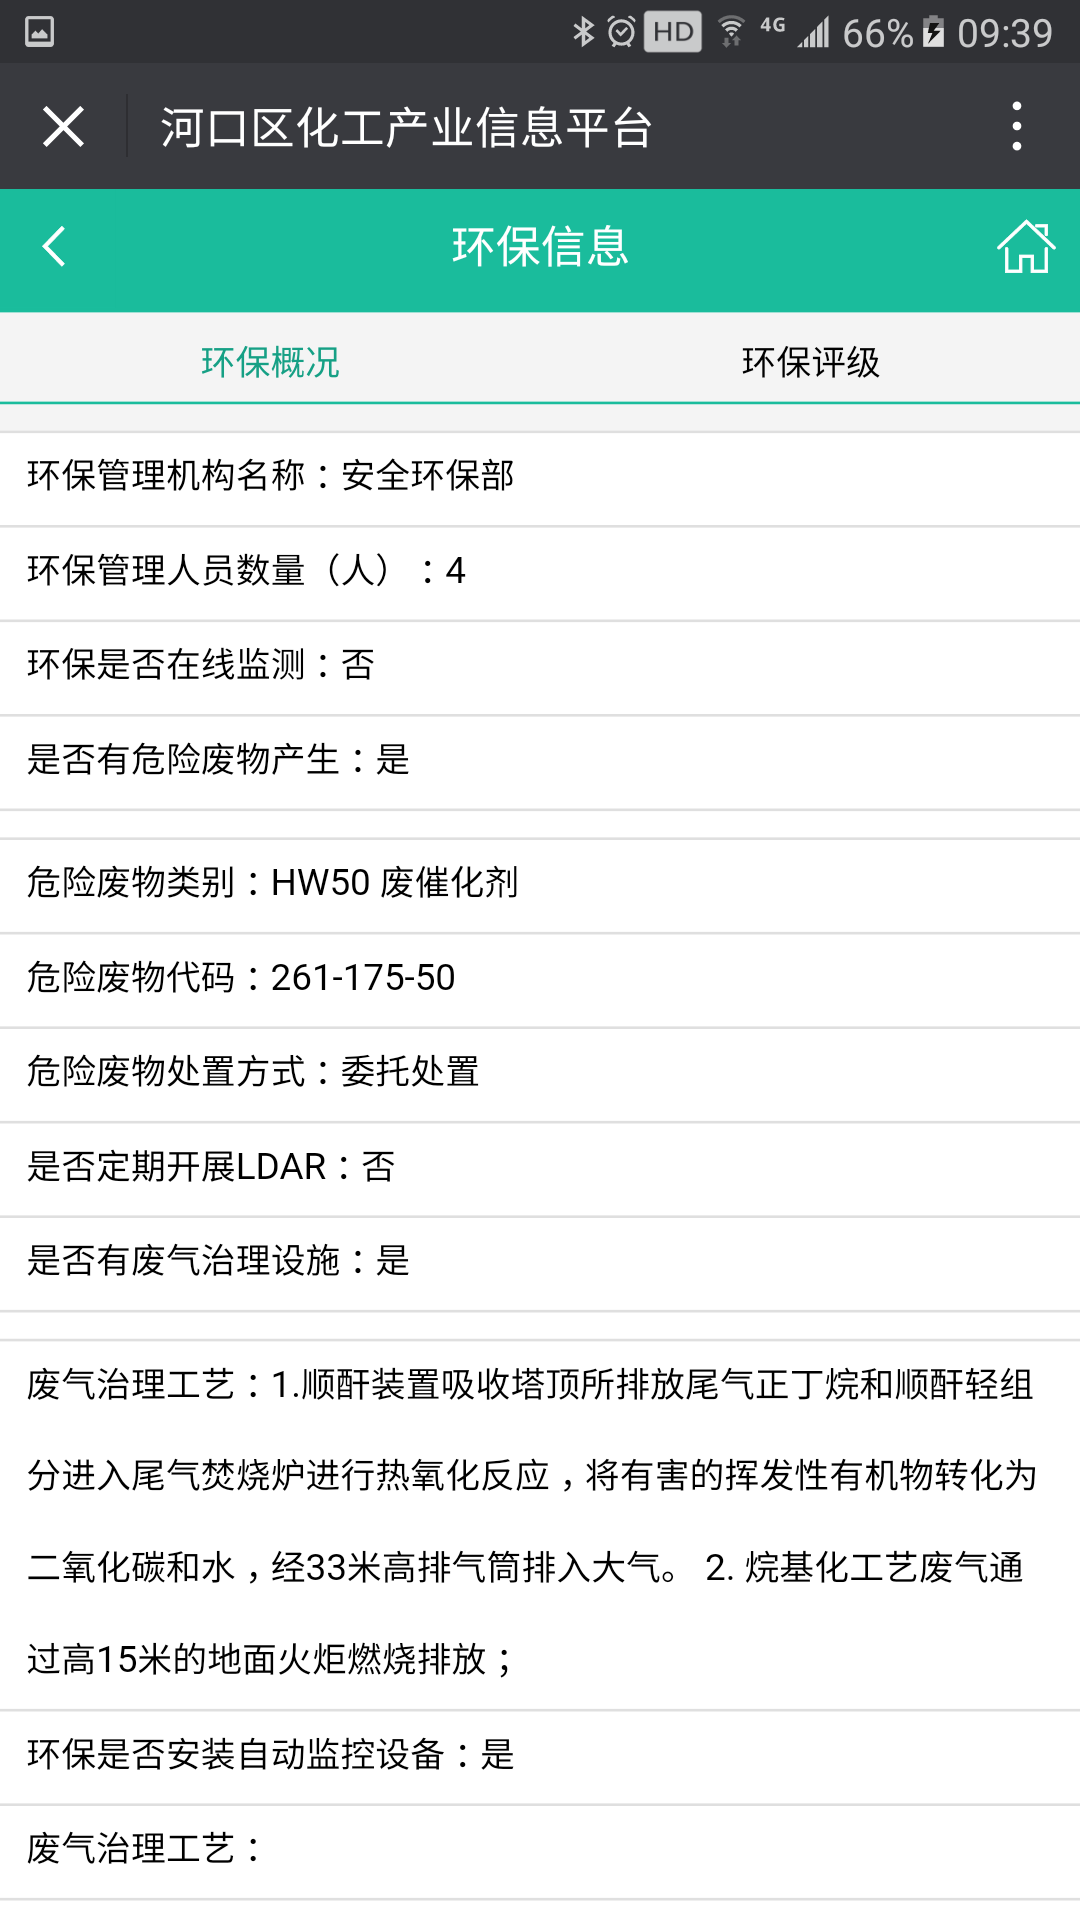 HD 4G 66% 09:39
河口区化工产业信息平台
环保信息
环保概况 环保评级
环保管理机构名称：安全环保部
环保管理人员数量（人）：4
环保是否在线监测：否
是否有危险废物产生：是
危险废物类别：HW50 废催化剂
危险废物代码：261-175-50
危险废物处置方式：委托处置
是否定期开展LDAR：否
是否有废气治理设施：是
废气治理工艺：1.顺酐装置吸收塔顶所排放尾气正丁烷和顺酐轻组
分进入尾气焚烧炉进行热氧化反应，将有害的挥发性有机物转化为
二氧化碳和水，经33米高排气筒排入大气。 2. 烷基化工艺废气通
过高15米的地面火炬燃烧排放；
环保是否安装自动监控设备：是
废气治理工艺：